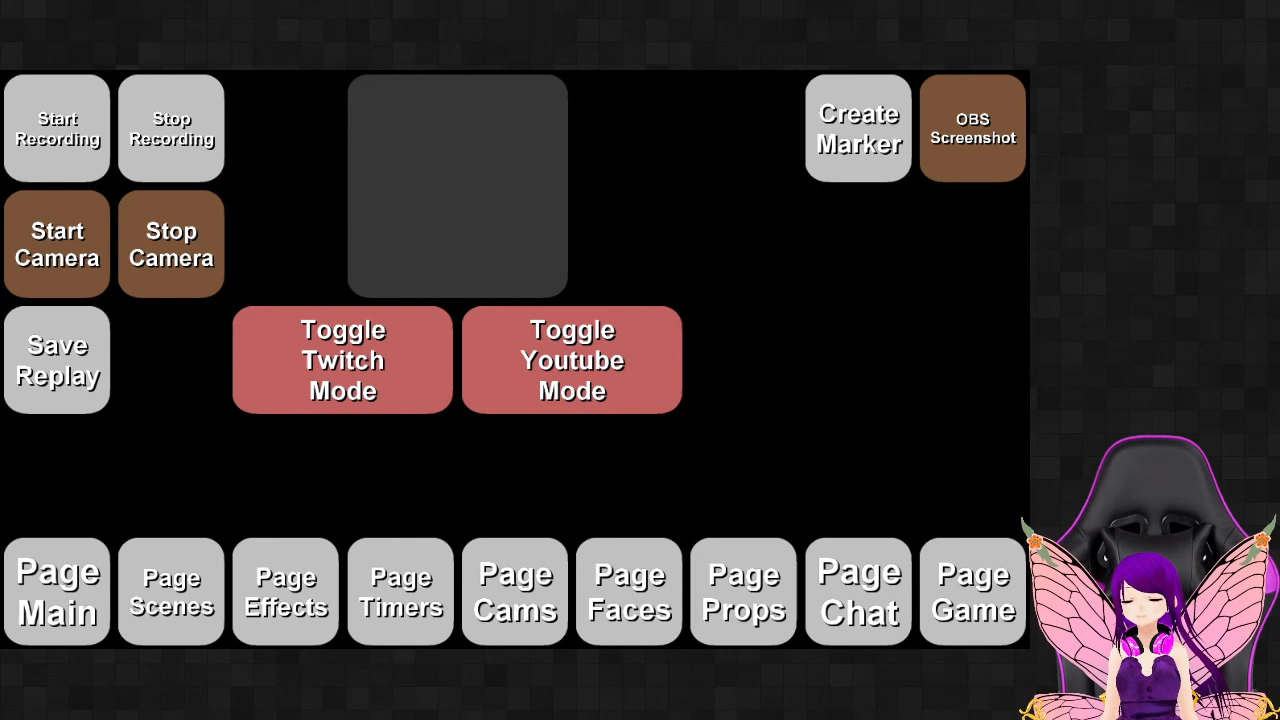 Start
Recording
Stop
Recording
Create
Marker
OBS
Screenshot
Start
Camera
Stop
Camera
Save
Replay
Toggle
Twitch
Mode
Toggle
Youtube
Mode
Page
Main
Page
Scenes
Page
Effects
Page
Timers
Page
Cams
Page
Faces
Page
Props
Page
Chat
Page
Game